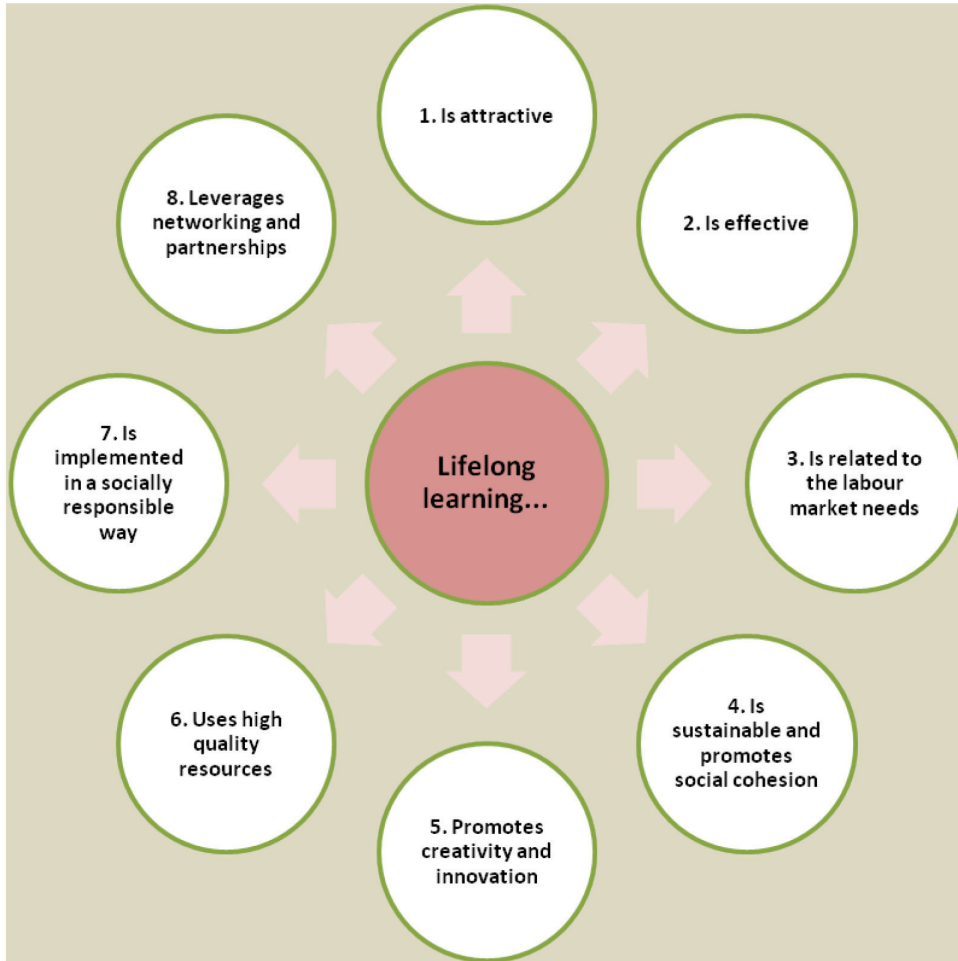 1. Is attractive
2. Is effective
3. Is related to
the labour
market needs
4. Is
sustainable and
promotes
social cohesion
5. Promotes
creativity and
innovation
6. Uses high
quality
resources
7. Is
implemented
in a socially
responsible
way
8. Leverages
networking and
partnerships
Lifelong
learning...